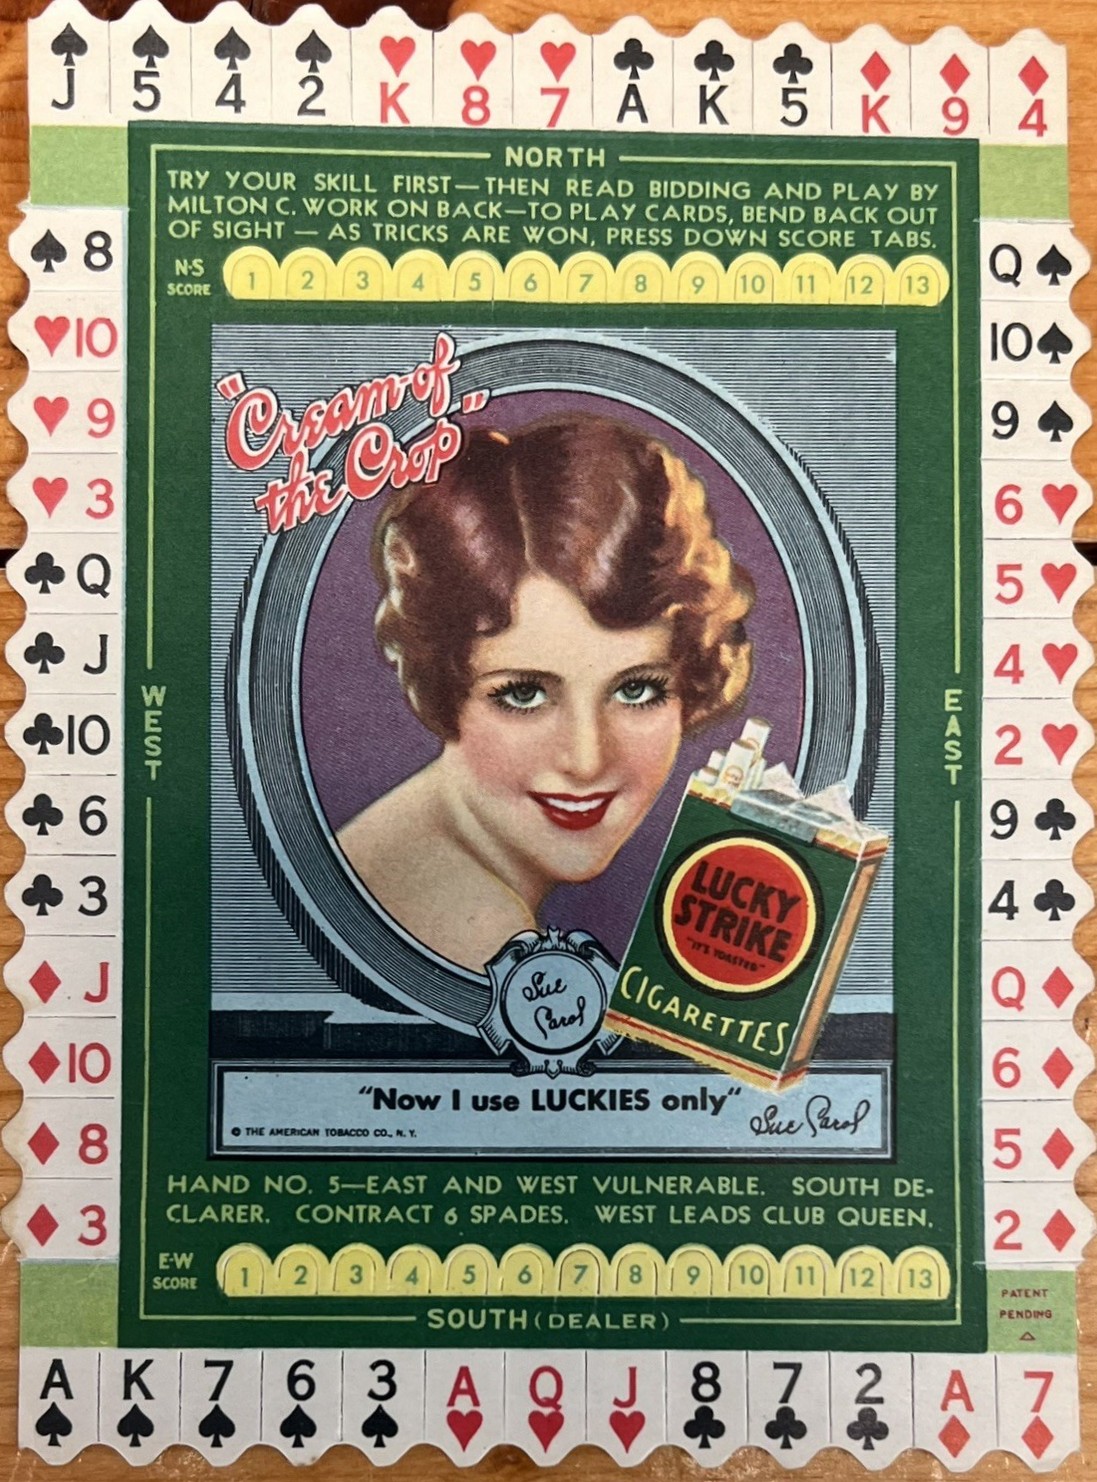 J 5 4 2 K 8 7 A K 5 K 9 4
NORTH
TRY YOUR SKILL FIRST—THEN READ BIDDING AND PLAY BY
MILTON C. WORK ON BACK—TO PLAY CARDS, BEND BACK OUT
OF SIGHT — AS TRICKS ARE WON, PRESS DOWN SCORE TABS.
N-S
SCORE
1 2 3 4 5 6 7 8 9 10 11 12 13
8
10
9
3
Q
J
10
6
3
J
10
8
3
WEST
"Cream of
the Crop"
LUCKY
STRIKE
"IT'S TOASTED"
CIGARETTES
Sue
Carol
"Now I use LUCKIES only"
Sue Carol
© THE AMERICAN TOBACCO CO., N. Y.
EAST
Q
10
9
6
5
4
2
9
4
Q
6
5
2
HAND NO. 5—EAST AND WEST VULNERABLE. SOUTH DE-
CLARER. CONTRACT 6 SPADES. WEST LEADS CLUB QUEEN.
E-W
SCORE
1 2 3 4 5 6 7 8 9 10 11 12 13
SOUTH (DEALER)
PATENT
PENDING
A K 7 6 3 A Q J 8 7 2 A 7